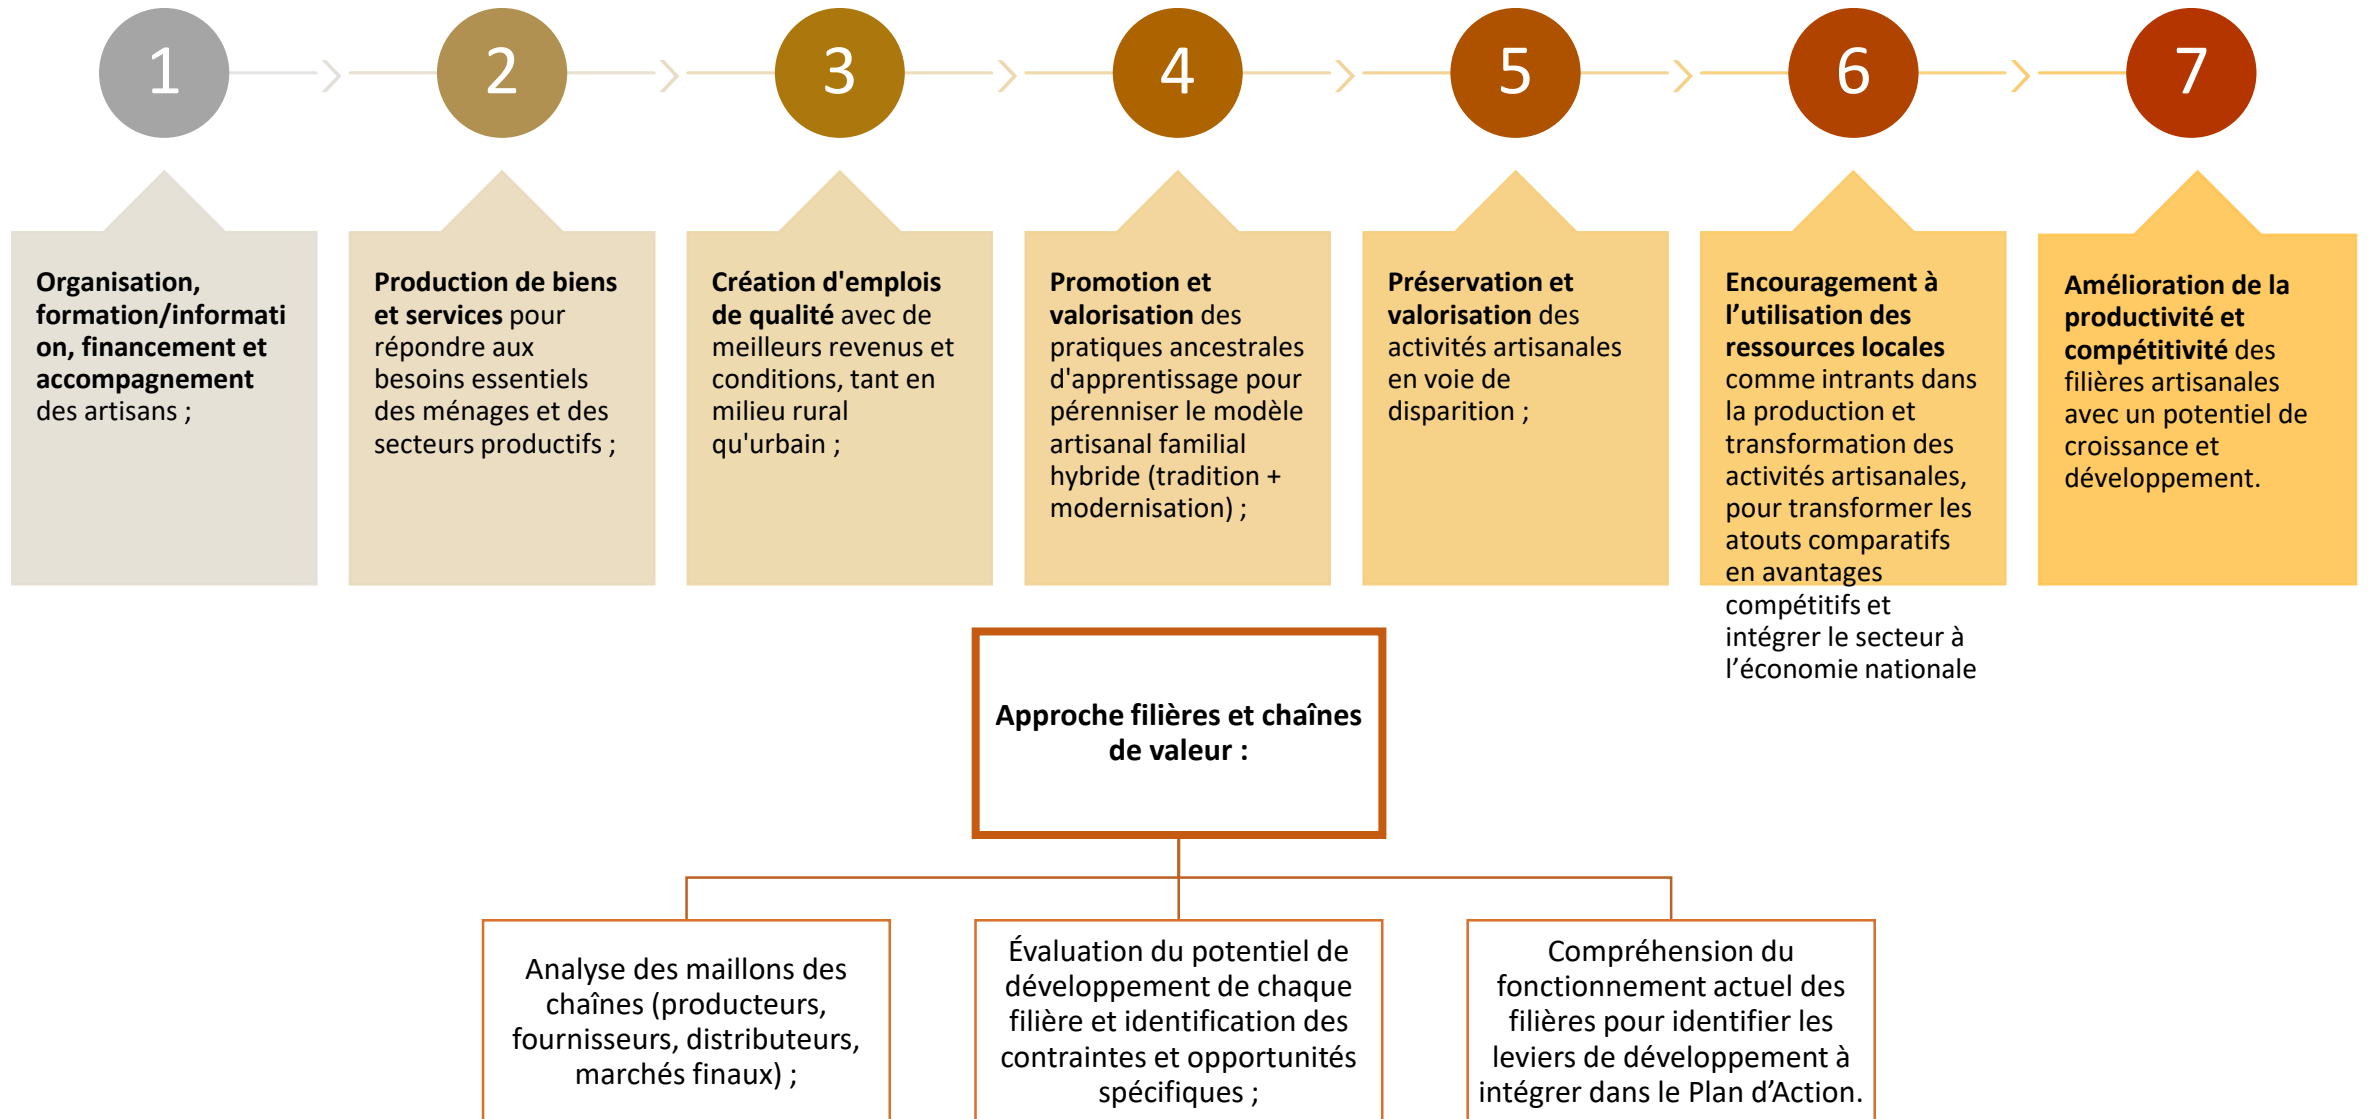 1
2
3
4
5
6
7
Organisation,
formation/informati
on, financement et
accompagnement
des artisans ;
Production de biens
et services pour
répondre aux
besoins essentiels
des ménages et des
secteurs productifs ;
Création d'emplois
de qualité avec de
meilleurs revenus et
conditions, tant en
milieu rural
qu'urbain ;
Promotion et
valorisation des
pratiques ancestrales
d'apprentissage pour
pérenniser le modèle
artisanal familial
hybride (tradition +
modernisation) ;
Préservation et
valorisation des
activités artisanales
en voie de
disparition ;
Encouragement à
l’utilisation des
ressources locales
comme intrants dans
la production et
transformation des
activités artisanales,
pour transformer les
atouts comparatifs
en avantages
compétitifs et
intégrer le secteur à
l’économie nationale
Amélioration de la
productivité et
compétitivité des
filières artisanales
avec un potentiel de
croissance et
développement.
Approche filières et chaînes
de valeur :
Analyse des maillons des
chaînes (producteurs,
fournisseurs, distributeurs,
marchés finaux) ;
Évaluation du potentiel de
développement de chaque
filière et identification des
contraintes et opportunités
spécifiques ;
Compréhension du
fonctionnement actuel des
filières pour identifier les
leviers de développement à
intégrer dans le Plan d’Action.